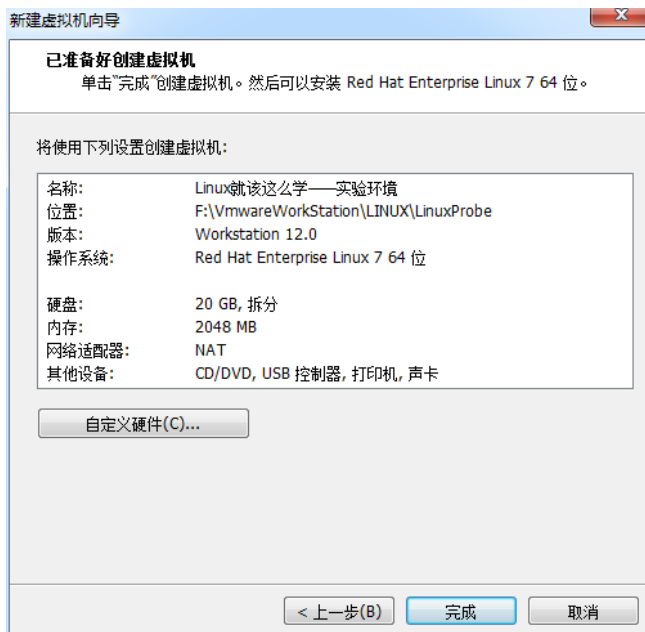 新建虚拟机向导
已准备好创建虚拟机
单击“完成”创建虚拟机。然后可以安装 Red Hat Enterprise Linux 7 64 位。
将使用下列设置创建虚拟机:
名称: Linux就该这么学——实验环境
位置: F:\VmwareWorkStation\LINUX\LinuxProbe
版本: Workstation 12.0
操作系统: Red Hat Enterprise Linux 7 64 位
硬盘: 20 GB, 拆分
内存: 2048 MB
网络适配器: NAT
其他设备: CD/DVD, USB 控制器, 打印机, 声卡
自定义硬件(C)...
< 上一步(B) 完成 取消